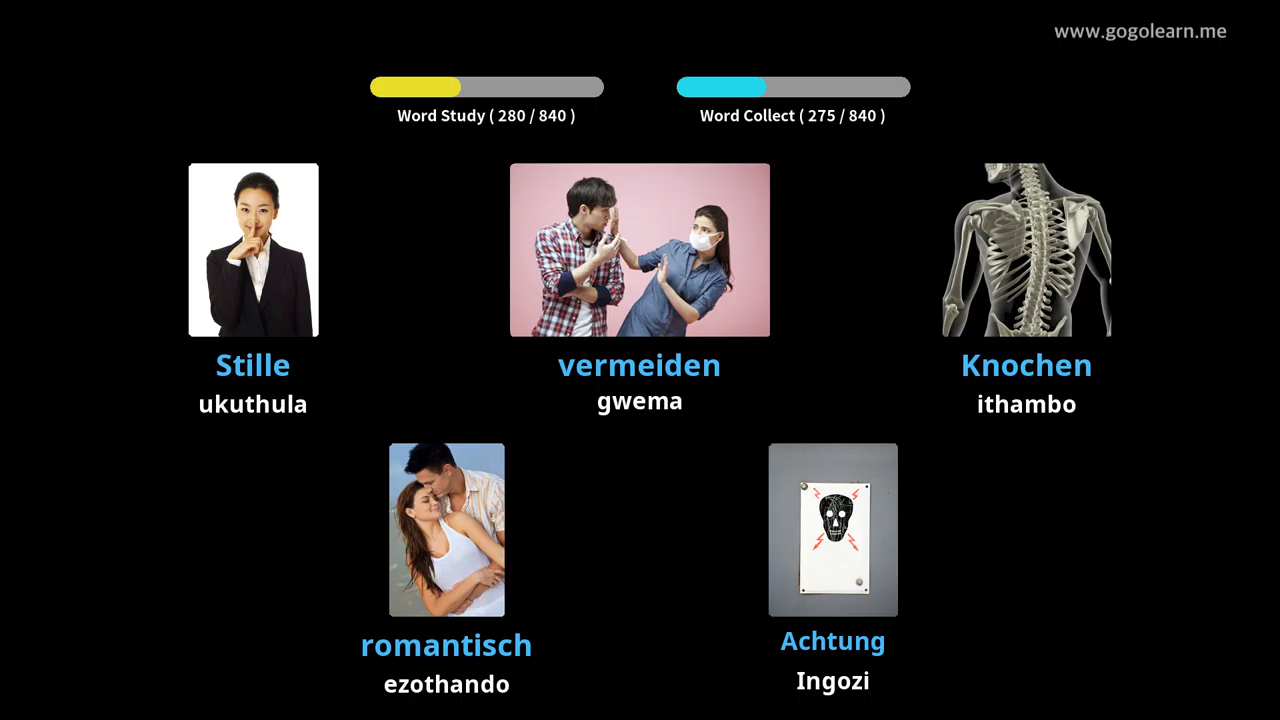 www.gogolearn.me
Word Study ( 280 / 840 )
Word Collect ( 275 / 840 )
Stille
ukuthula
vermeiden
gwema
Knochen
ithambo
romantisch
ezothando
Achtung
Ingozi